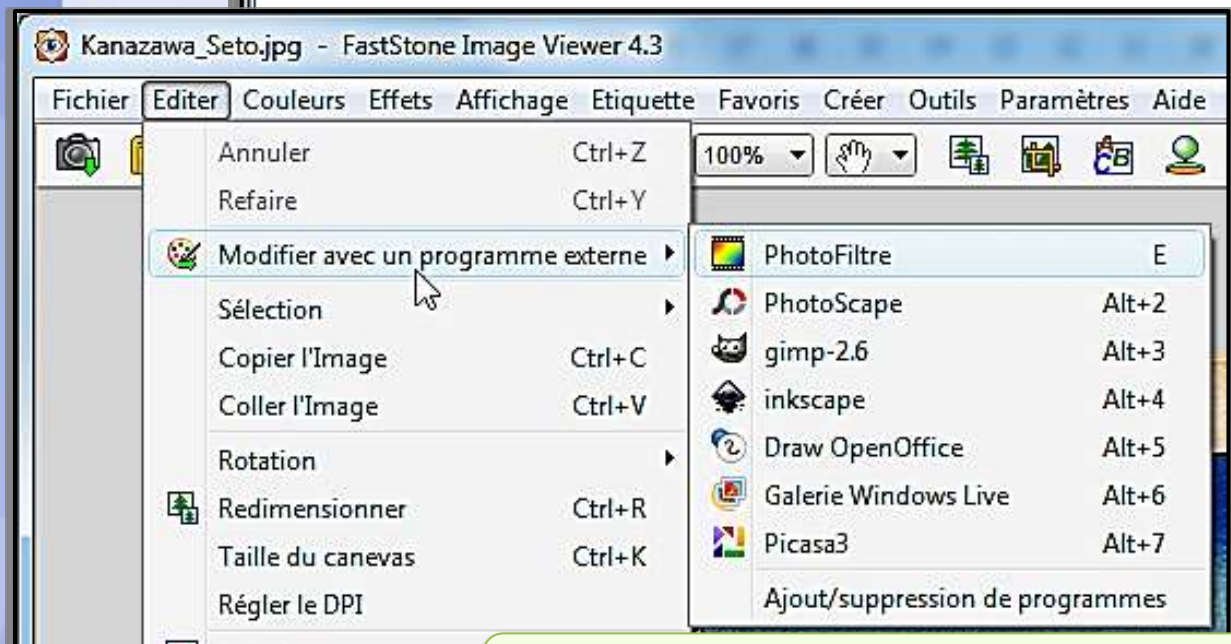 Kanazawa_Seto.jpg - FastStone Image Viewer 4.3
Fichier Editer Couleurs Effets Affichage Etiquette Favoris Créer Outils Paramètres Aide
100%
Annuler Ctrl+Z
Refaire Ctrl+Y
Modifier avec un programme externe
Sélection
Copier l'Image Ctrl+C
Coller l'Image Ctrl+V
Rotation
Redimensionner Ctrl+R
Taille du canevas Ctrl+K
Régler le DPI
PhotoFiltre E
PhotoScape Alt+2
gimp-2.6 Alt+3
inkscape Alt+4
Draw OpenOffice Alt+5
Galerie Windows Live Alt+6
Picasa3 Alt+7
Ajout/suppression de programmes